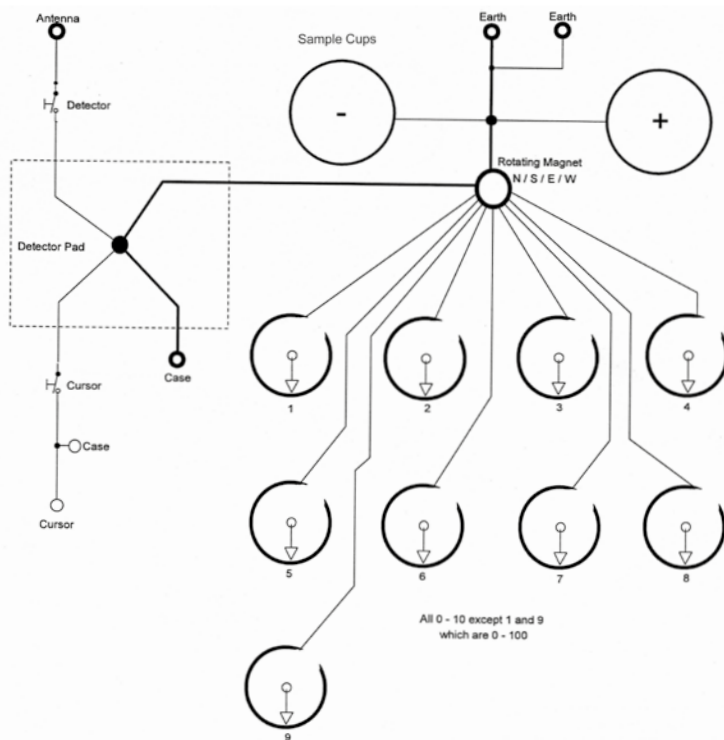 Antenna
Earth
Earth
Sample Cups
Detector
-
+
Rotating Magnet
N / S / E / W
Detector Pad
Case
1
2
3
4
Cursor
Case
Cursor
5
6
7
8
All 0 - 10 except 1 and 9
which are 0 - 100
9